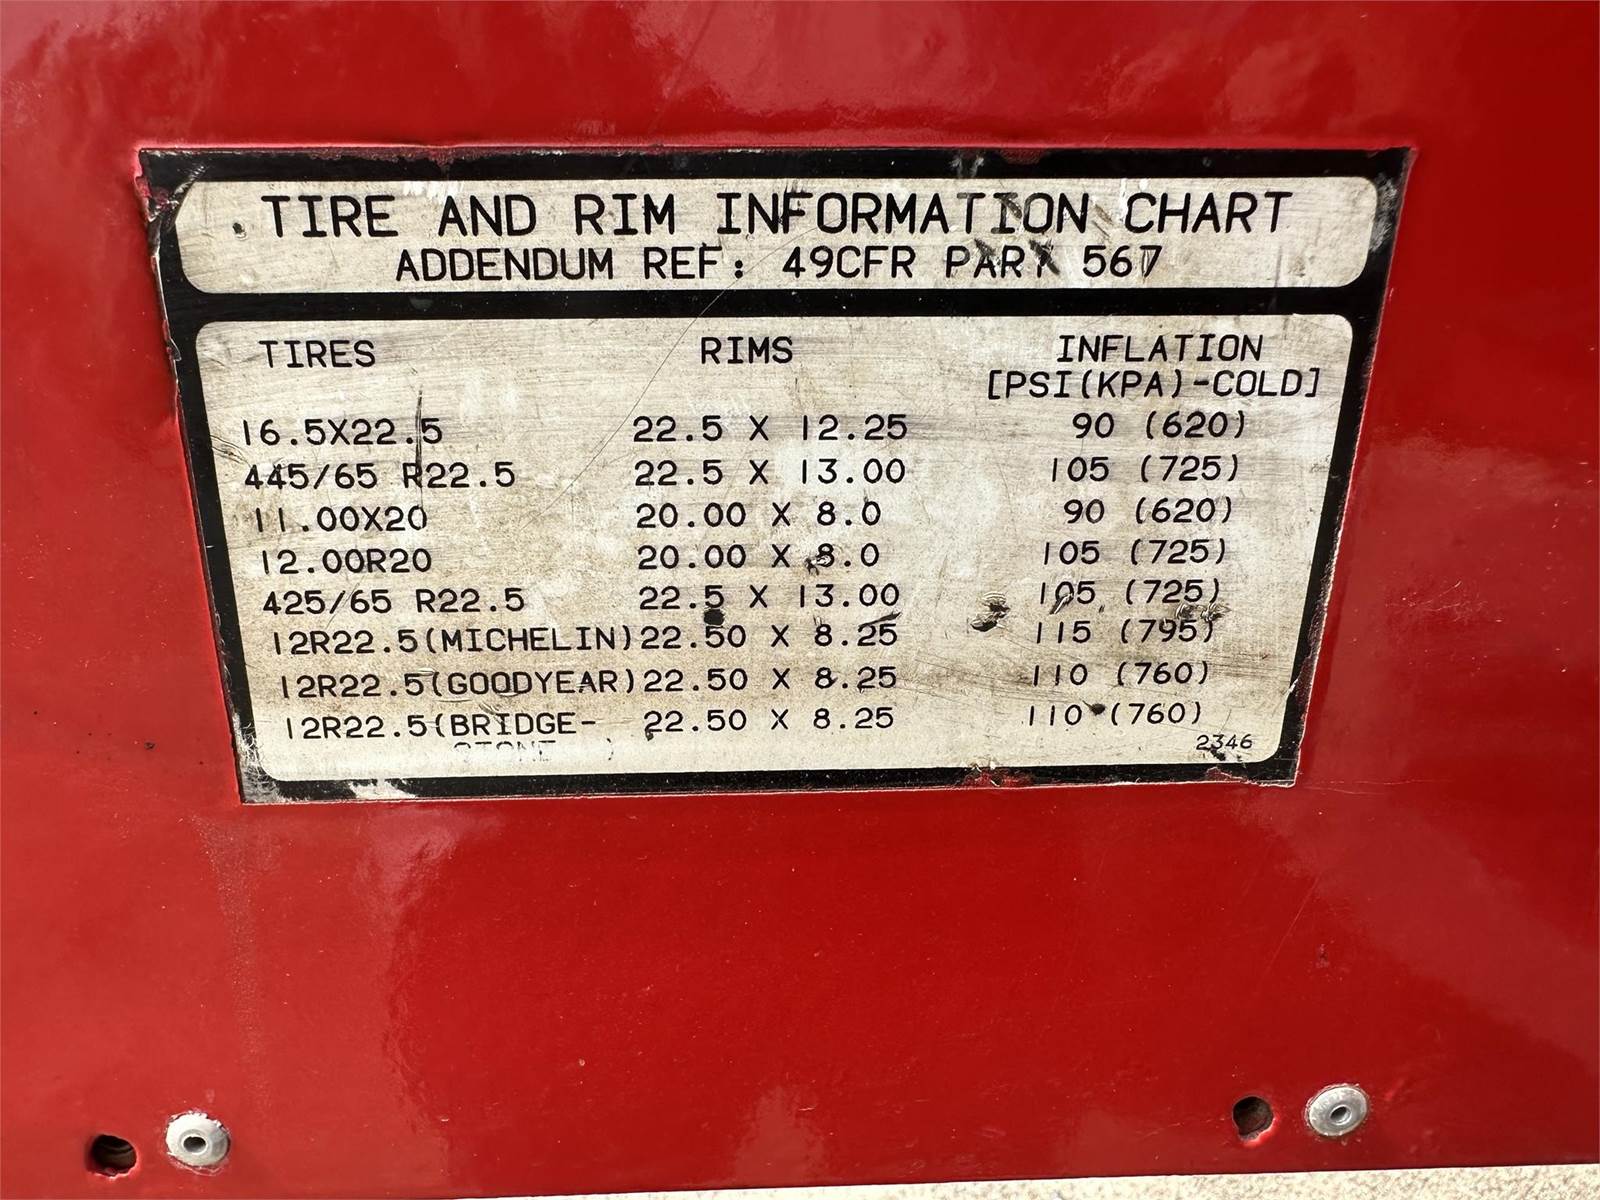 TIRE AND RIM INFORMATION CHART
ADDENDUM REF: 49CFR PART 567
TIRES RIMS INFLATION
[PSI(KPA)-COLD]
16.5X22.5 22.5 X 12.25 90 (620)
445/65 R22.5 22.5 X 13.00 105 (725)
11.00X20 20.00 X 8.0 90 (620)
12.00R20 20.00 X 8.0 105 (725)
425/65 R22.5 22.5 X 13.00 105 (725)
12R22.5(MICHELIN) 22.50 X 8.25 115 (795)
12R22.5(GOODYEAR) 22.50 X 8.25 110 (760)
12R22.5(BRIDGE- 22.50 X 8.25 110 (760)
2346